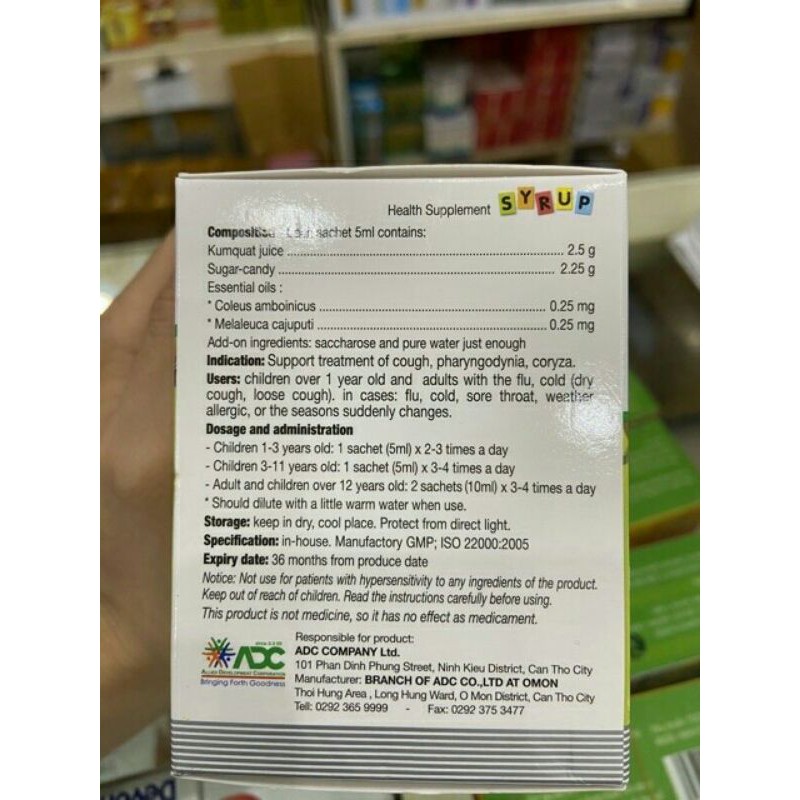 Health Supplement SYRUP
Composition sachet 5ml contains:
Kumquat juice ........ 2.5 g
Sugar-candy ........ 2.25 g
Essential oils :
* Coleus amboinicus ........ 0.25 mg
* Melaleuca cajuputi ........ 0.25 mg
Add-on ingredients: saccharose and pure water just enough
Indication: Support treatment of cough, pharyngodynia, coryza.
Users: children over 1 year old and adults with the flu, cold (dry
cough, loose cough). in cases: flu, cold, sore throat, weather
allergic, or the seasons suddenly changes.
Dosage and administration
- Children 1-3 years old: 1 sachet (5ml) x 2-3 times a day
- Children 3-11 years old: 1 sachet (5ml) x 3-4 times a day
- Adult and children over 12 years old: 2 sachets (10ml) x 3-4 times a day
* Should dilute with a little warm water when use.
Storage: keep in dry, cool place. Protect from direct light.
Specification: in-house. Manufactory GMP; ISO 22000:2005
Expiry date: 36 months from produce date
Notice: Not use for patients with hypersensitivity to any ingredients of the product.
Keep out of reach of children. Read the instructions carefully before using.
This product is not medicine, so it has no effect as medicament.
ADC
Allied Development Corporation
Bringing Forth Goodness
Responsible for product:
ADC COMPANY Ltd.
101 Phan Dinh Phung Street, Ninh Kieu District, Can Tho City
Manufacturer: BRANCH OF ADC CO.,LTD AT OMON
Thoi Hung Area , Long Hung Ward, O Mon District, Can Tho City
Tell: 0292 365 9999 - Fax: 0292 375 3477